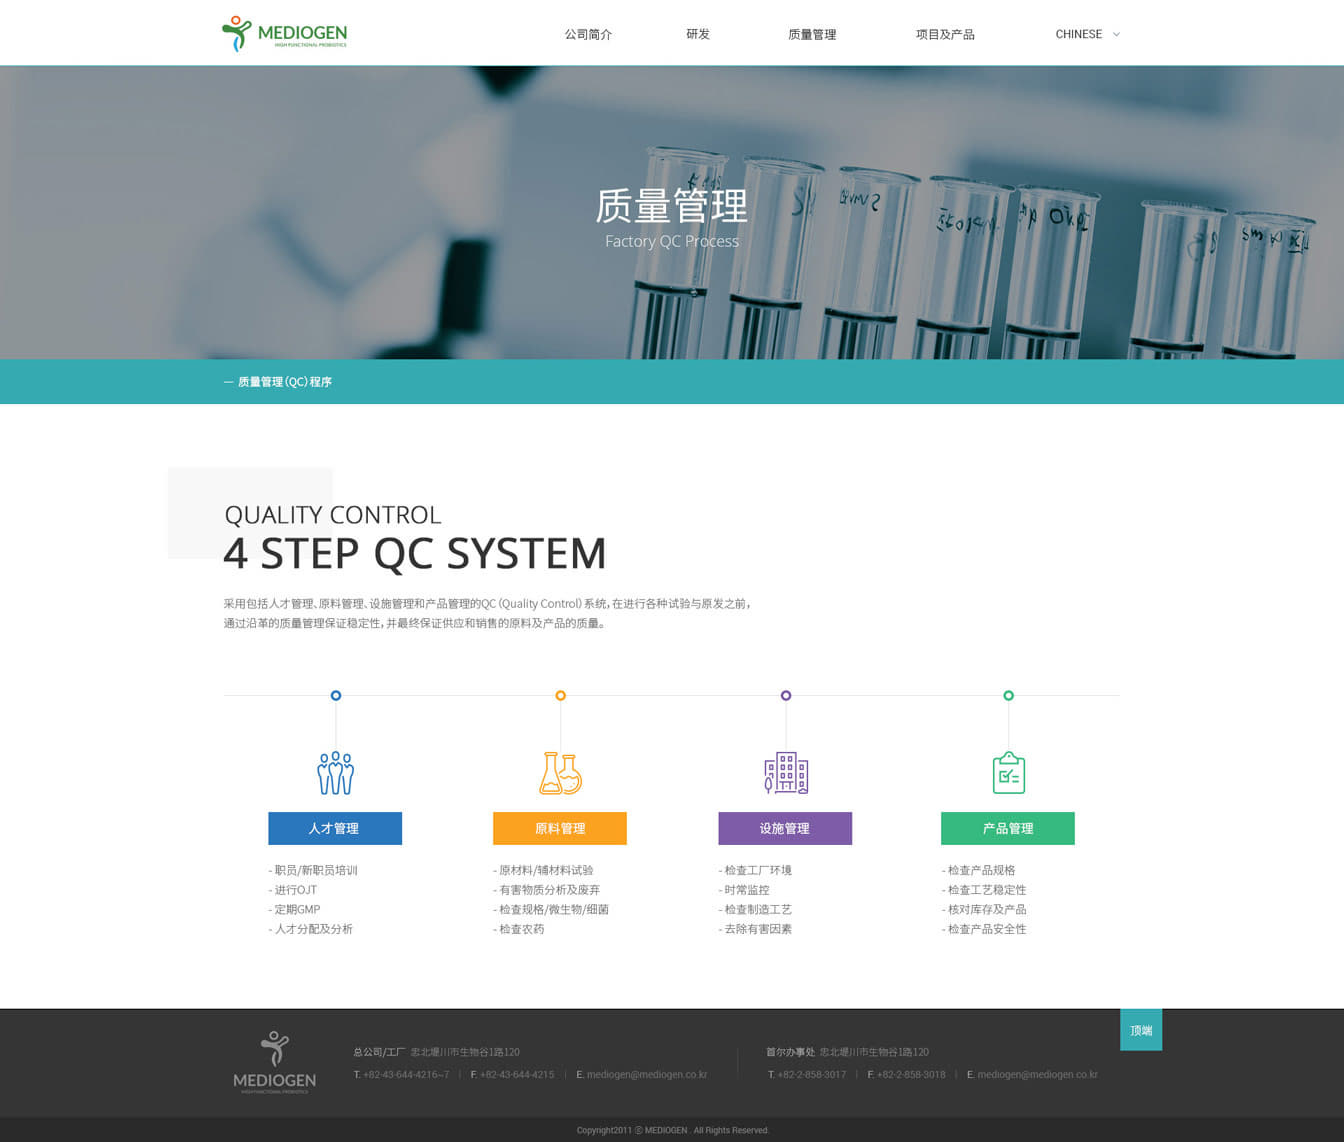 MEDIOGEN
HIGH FUNCTIONAL PROBIOTICS
公司简介
研发
质量管理
项目及产品
CHINESE
质量管理
Factory QC Process
— 质量管理(QC)程序
QUALITY CONTROL
4 STEP QC SYSTEM
采用包括人才管理、原料管理、设施管理和产品管理的QC (Quality Control) 系统, 在进行各种试验与原发之前,
通过沿革的质量管理保证稳定性, 并最终保证供应和销售的原料及产品的质量。
人才管理
- 职员/新职员培训
- 进行OJT
- 定期GMP
- 人才分配及分析
原料管理
- 原材料/辅材料试验
- 有害物质分析及废弃
- 检查规格/微生物/细菌
- 检查农药
设施管理
- 检查工厂环境
- 时常监控
- 检查制造工艺
- 去除有害因素
产品管理
- 检查产品规格
- 检查工艺稳定性
- 核对库存及产品
- 检查产品安全性
顶端
MEDIOGEN
HIGH FUNCTIONAL PROBIOTICS
总公司/工厂 忠北堤川市生物谷1路120
T. +82-43-644-4216~7 | F. +82-43-644-4215 | E. mediogen@mediogen.co.kr
首尔办事处 忠北堤川市生物谷1路120
T. +82-2-858-3017 | F. +82-2-858-3018 | E. mediogen@mediogen.co.kr
Copyright2011 ⓒ MEDIOGEN . All Rights Reserved.